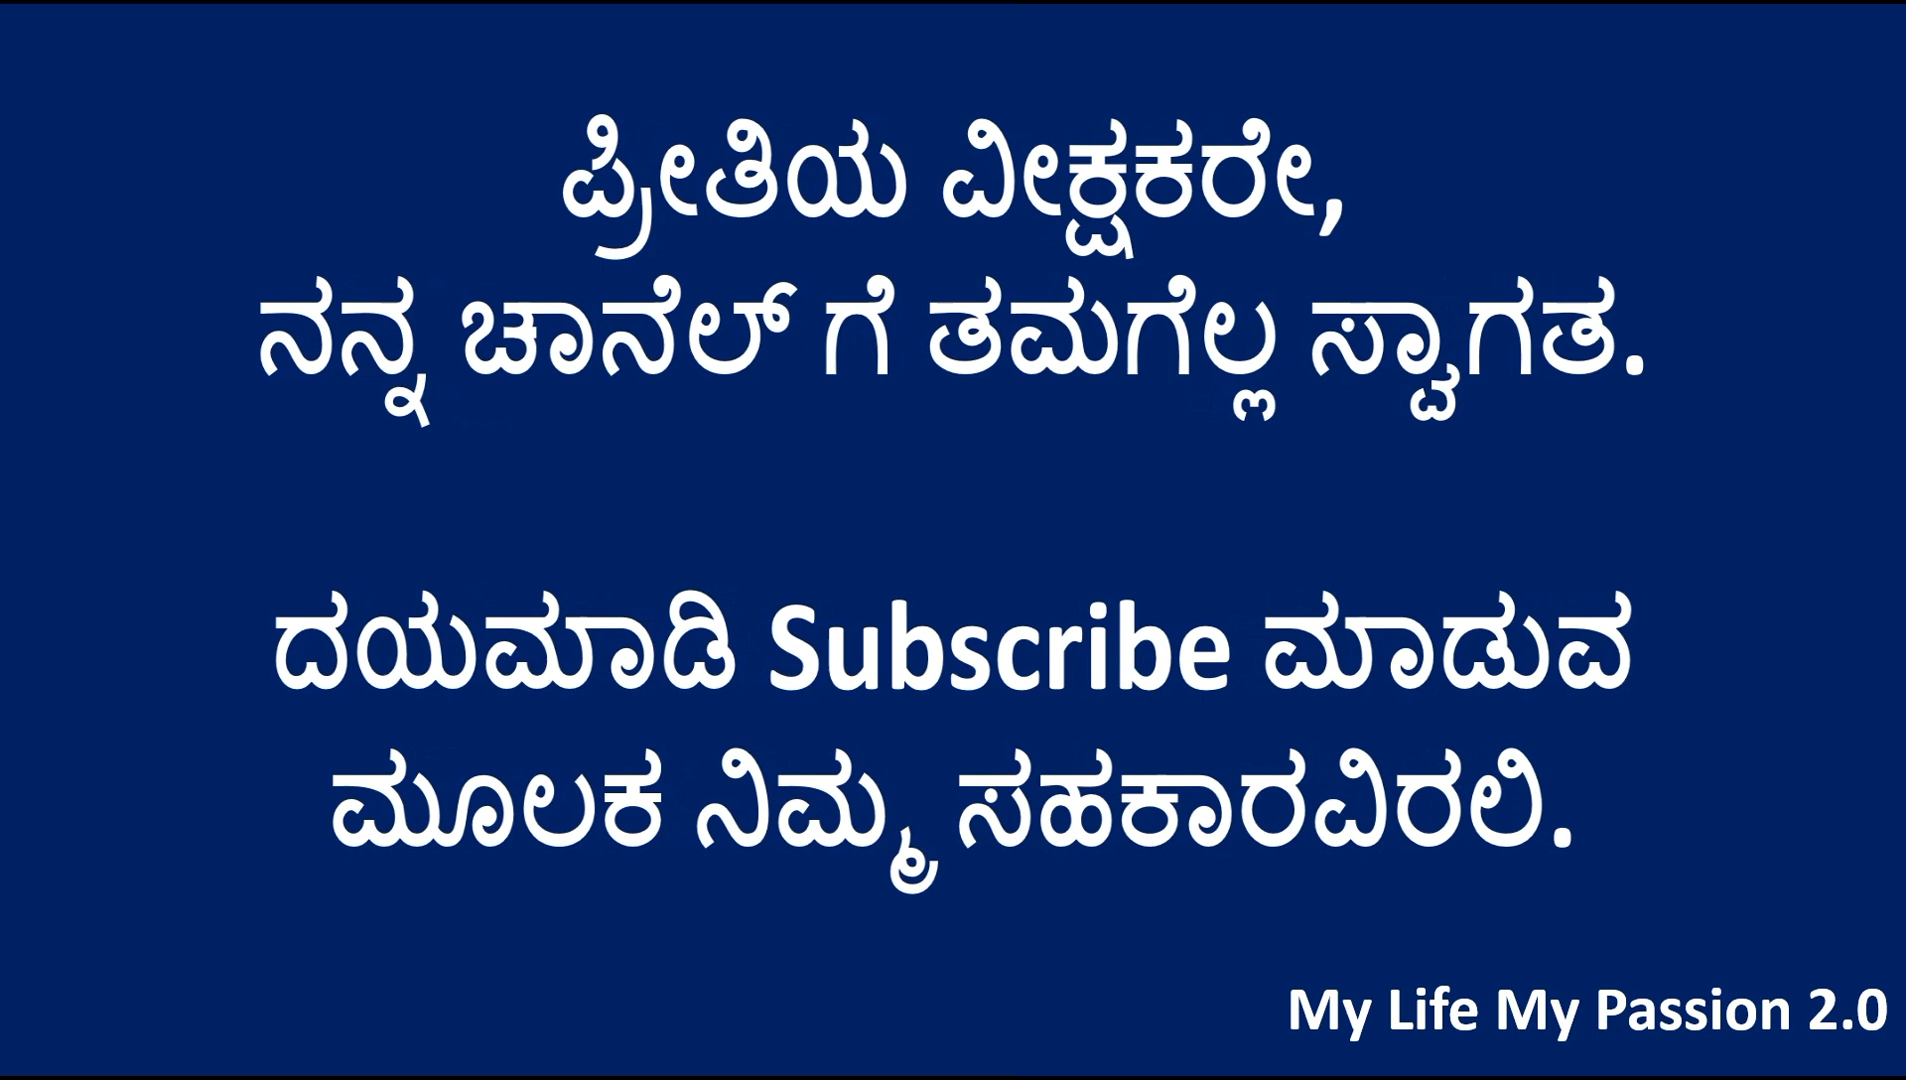 ಪ್ರೀತಿಯ ವೀಕ್ಷಕರೇ,
ನನ್ನ ಚಾನೆಲ್ ಗೆ ತಮಗೆಲ್ಲ ಸ್ವಾಗತ.
ದಯಮಾಡಿ Subscribe ಮಾಡುವ
ಮೂಲಕ ನಿಮ್ಮ ಸಹಕಾರವಿರಲಿ.
My Life My Passion 2.0